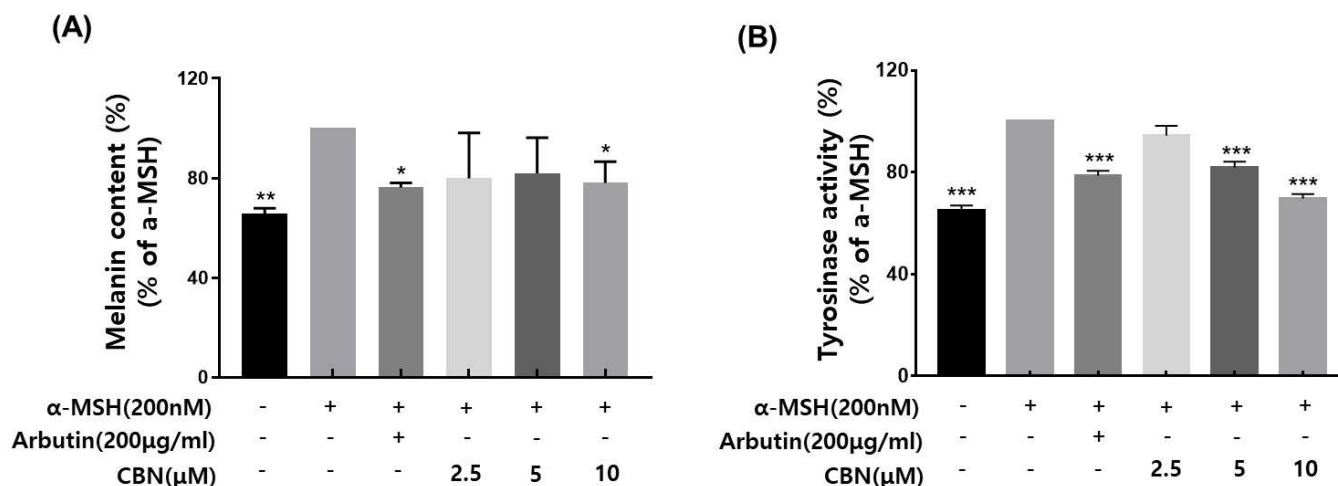 (A)
Melanin content (%)
(% of a-MSH)
120
80
40
0
**
*
*
α-MSH(200nM) - + + + + +
Arbutin(200μg/ml) - - + - - -
CBN(μM) - - - 2.5 5 10
(B)
Tyrosinase activity (%)
(% of a-MSH)
120
80
40
0
***
***
***
***
α-MSH(200nM) - + + + + +
Arbutin(200μg/ml) - - + - - -
CBN(μM) - - - 2.5 5 10